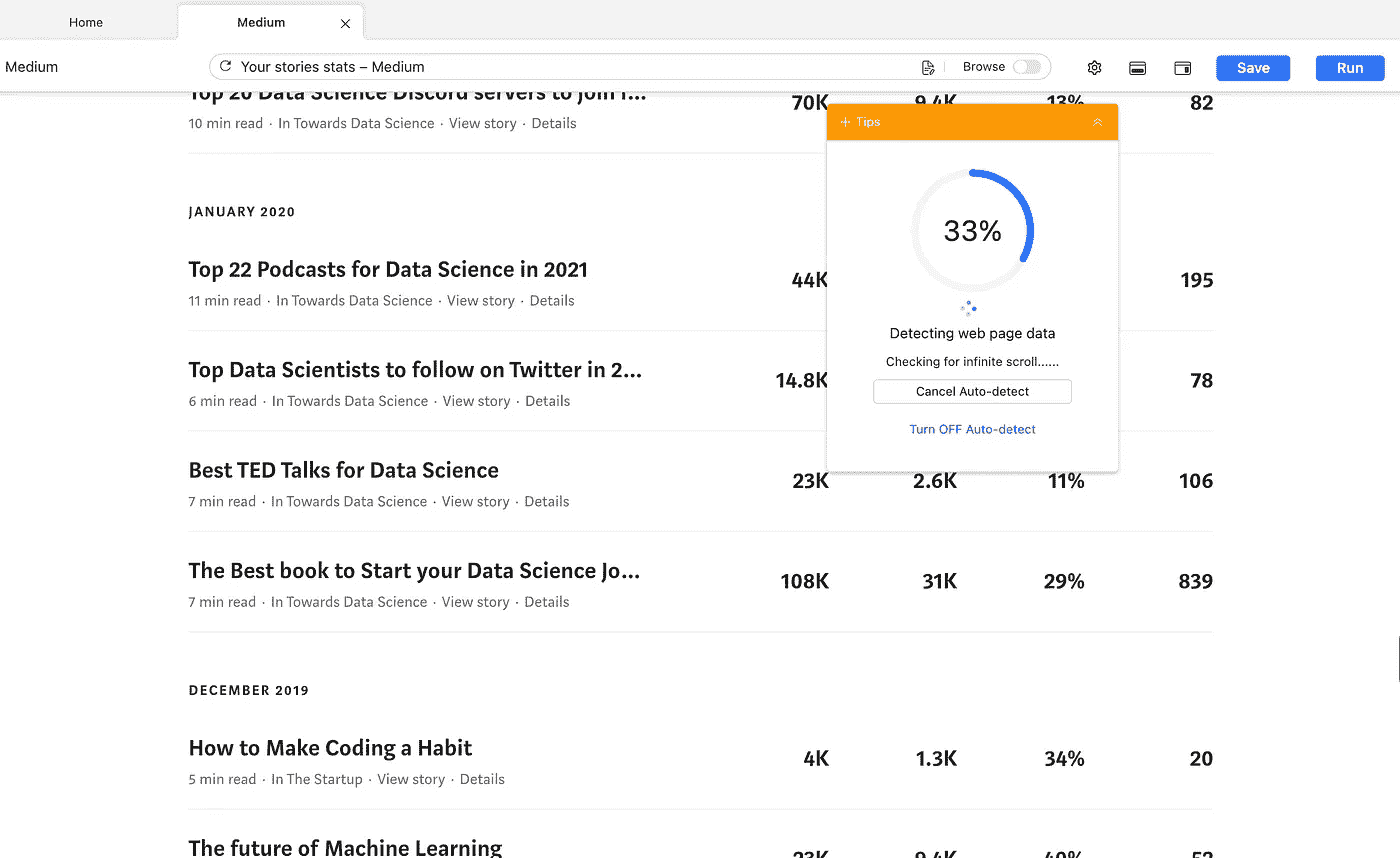 Home
Medium
Medium
Your stories stats – Medium
Browse
Save
Run
Top 20 Data Science Discord servers to join i...
70K 9.4K 13% 82
10 min read · In Towards Data Science · View story · Details
+ Tips
33%
Detecting web page data
Checking for infinite scroll......
Cancel Auto-detect
Turn OFF Auto-detect
JANUARY 2020
Top 22 Podcasts for Data Science in 2021
44K 195
11 min read · In Towards Data Science · View story · Details
Top Data Scientists to follow on Twitter in 2...
14.8K 78
6 min read · In Towards Data Science · View story · Details
Best TED Talks for Data Science
23K 2.6K 11% 106
7 min read · In Towards Data Science · View story · Details
The Best book to Start your Data Science Jo...
108K 31K 29% 839
7 min read · In Towards Data Science · View story · Details
DECEMBER 2019
How to Make Coding a Habit
4K 1.3K 34% 20
5 min read · In The Startup · View story · Details
The future of Machine Learning
23K 9.4K 40% 52